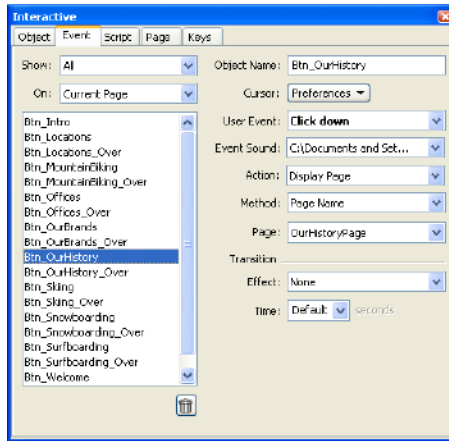 Interactive
Object Event Script Page Keys
Show: All
On: Current Page
Btn_Intro
Btn_Locations
Btn_Locations_Over
Btn_MountainBiking
Btn_MountainBiking_Over
Btn_Offices
Btn_Offices_Over
Btn_OurBrands
Btn_OurBrands_Over
Btn_OurHistory
Btn_OurHistory_Over
Btn_Skiing
Btn_Skiing_Over
Btn_Snowboarding
Btn_Snowboarding_Over
Btn_Surfboarding
Btn_Surfboarding_Over
Btn_Welcome
Object Name: Btn_OurHistory
Cursor: Preferences
User Event: Click down
Event Sound: C:\Documents and Set...
Action: Display Page
Method: Page Name
Page: OurHistoryPage
Transition
Effect: None
Time: Default seconds